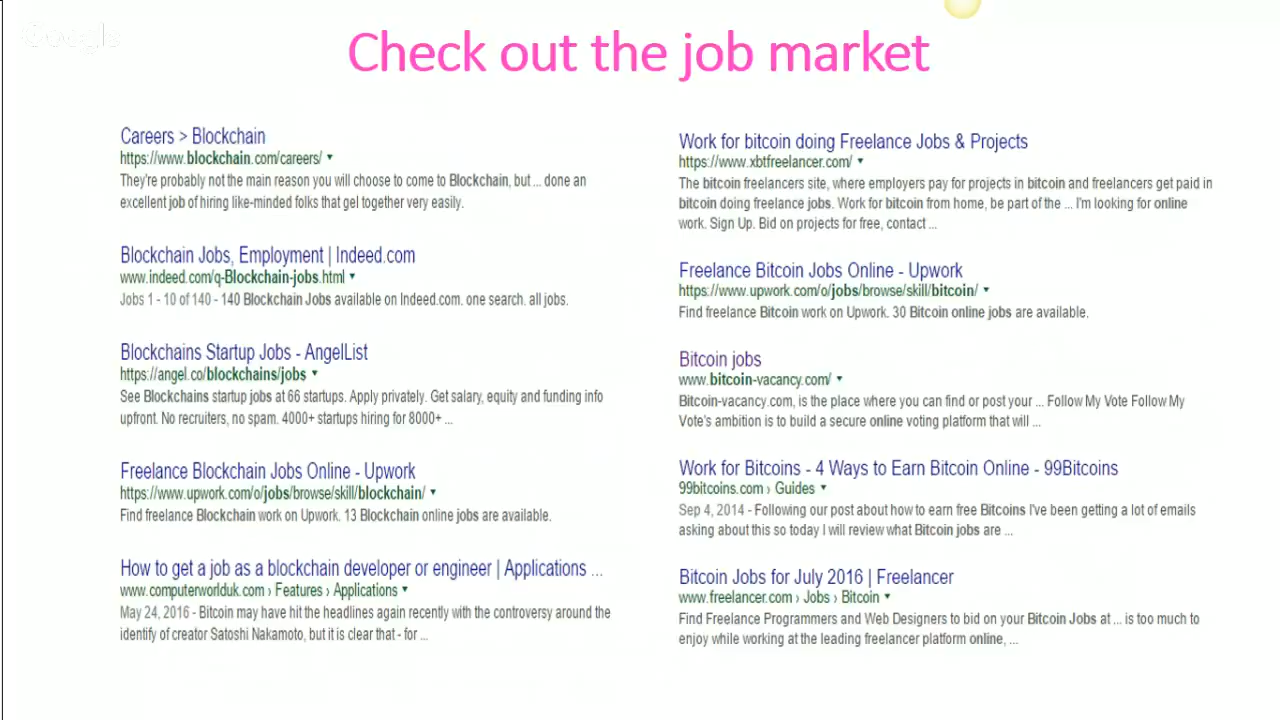 Google
Check out the job market
Careers > Blockchain
https://www.blockchain.com/careers/
They're probably not the main reason you will choose to come to Blockchain, but ... done an
excellent job of hiring like-minded folks that gel together very easily.
Blockchain Jobs, Employment | Indeed.com
www.indeed.com/q-Blockchain-jobs.html
Jobs 1 - 10 of 140 - 140 Blockchain Jobs available on Indeed.com. one search. all jobs.
Blockchains Startup Jobs - AngelList
https://angel.co/blockchains/jobs
See Blockchains startup jobs at 66 startups. Apply privately. Get salary, equity and funding info
upfront. No recruiters, no spam. 4000+ startups hiring for 8000+ ...
Freelance Blockchain Jobs Online - Upwork
https://www.upwork.com/o/jobs/browse/skill/blockchain/
Find freelance Blockchain work on Upwork. 13 Blockchain online jobs are available.
How to get a job as a blockchain developer or engineer | Applications ...
www.computerworlduk.com › Features › Applications
May 24, 2016 - Bitcoin may have hit the headlines again recently with the controversy around the
identify of creator Satoshi Nakamoto, but it is clear that - for ...
Work for bitcoin doing Freelance Jobs & Projects
https://www.xbtfreelancer.com/
The bitcoin freelancers site, where employers pay for projects in bitcoin and freelancers get paid in
bitcoin doing freelance jobs. Work for bitcoin from home, be part of the ... I'm looking for online
work. Sign Up. Bid on projects for free, contact ...
Freelance Bitcoin Jobs Online - Upwork
https://www.upwork.com/o/jobs/browse/skill/bitcoin/
Find freelance Bitcoin work on Upwork. 30 Bitcoin online jobs are available.
Bitcoin jobs
www.bitcoin-vacancy.com/
Bitcoin-vacancy.com, is the place where you can find or post your ... Follow My Vote Follow My
Vote's ambition is to build a secure online voting platform that will ...
Work for Bitcoins - 4 Ways to Earn Bitcoin Online - 99Bitcoins
99bitcoins.com › Guides
Sep 4, 2014 - Following our post about how to earn free Bitcoins I've been getting a lot of emails
asking about this so today I will review what Bitcoin jobs are ...
Bitcoin Jobs for July 2016 | Freelancer
www.freelancer.com › Jobs › Bitcoin
Find Freelance Programmers and Web Designers to bid on your Bitcoin Jobs at ... is too much to
enjoy while working at the leading freelancer platform online, ...